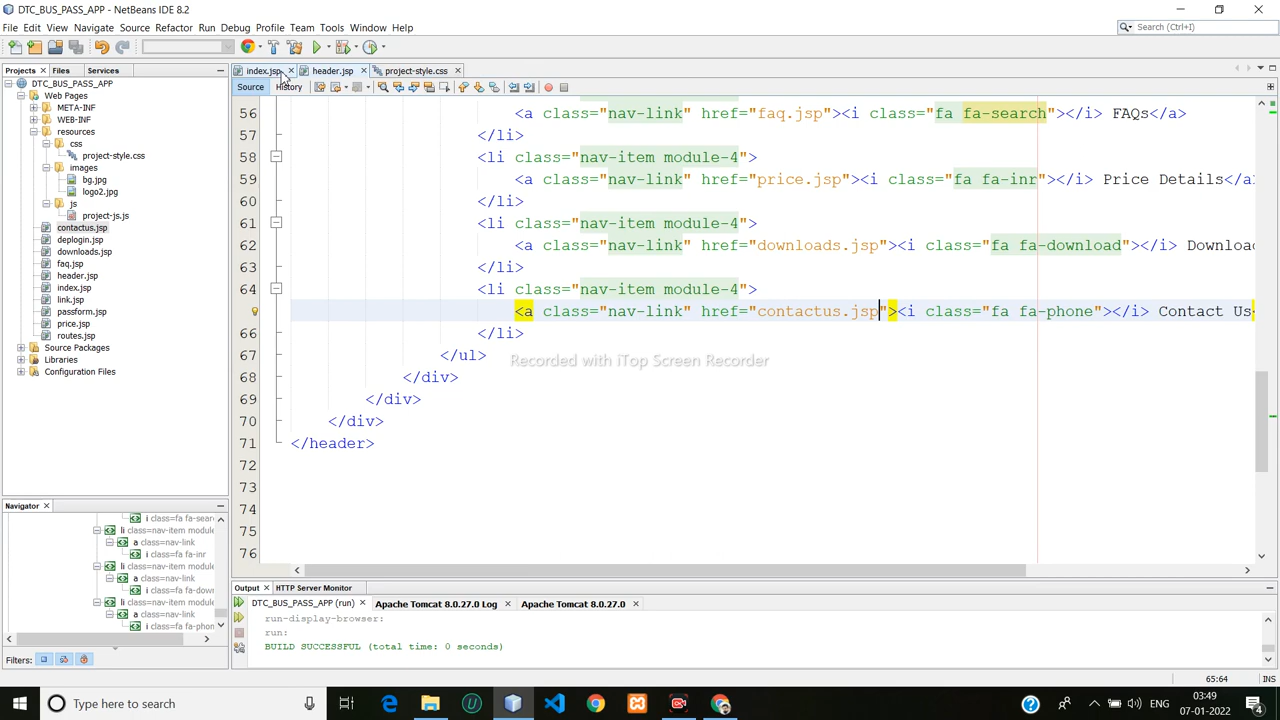 DTC_BUS_PASS_APP - NetBeans IDE 8.2
File Edit View Navigate Source Refactor Run Debug Profile Team Tools Window Help
Search (Ctrl+I)
Projects Files Services
index.jsp header.jsp project-style.css
Source History
DTC_BUS_PASS_APP
Web Pages
META-INF
WEB-INF
resources
css
project-style.css
images
bg.jpg
logo2.jpg
js
project-js.js
contactus.jsp
deplogin.jsp
downloads.jsp
faq.jsp
header.jsp
index.jsp
link.jsp
passform.jsp
price.jsp
routes.jsp
Source Packages
Libraries
Configuration Files
56 <a class="nav-link" href="faq.jsp"><i class="fa fa-search"></i> FAQs</a>
57 </li>
58 <li class="nav-item module-4">
59 <a class="nav-link" href="price.jsp"><i class="fa fa-inr"></i> Price Details</a
60 </li>
61 <li class="nav-item module-4">
62 <a class="nav-link" href="downloads.jsp"><i class="fa fa-download"></i> Downloa
63 </li>
64 <li class="nav-item module-4">
<a class="nav-link" href="contactus.jsp"><i class="fa fa-phone"></i> Contact Us<
66 </li>
67 </ul>
68 </div>
69 </div>
70 </div>
71 </header>
72
73
74
75
76
Recorded with iTop Screen Recorder
Navigator
i class=fa fa-sear
li class=nav-item module
a class=nav-link
i class=fa fa-inr
li class=nav-item module
a class=nav-link
i class=fa fa-dow
li class=nav-item module
a class=nav-link
i class=fa fa-phon
Filters:
Output HTTP Server Monitor
DTC_BUS_PASS_APP (run) Apache Tomcat 8.0.27.0 Log Apache Tomcat 8.0.27.0
run-display-browser:
run:
BUILD SUCCESSFUL (total time: 0 seconds)
65:64 INS
Type here to search
ENG
03:49
07-01-2022